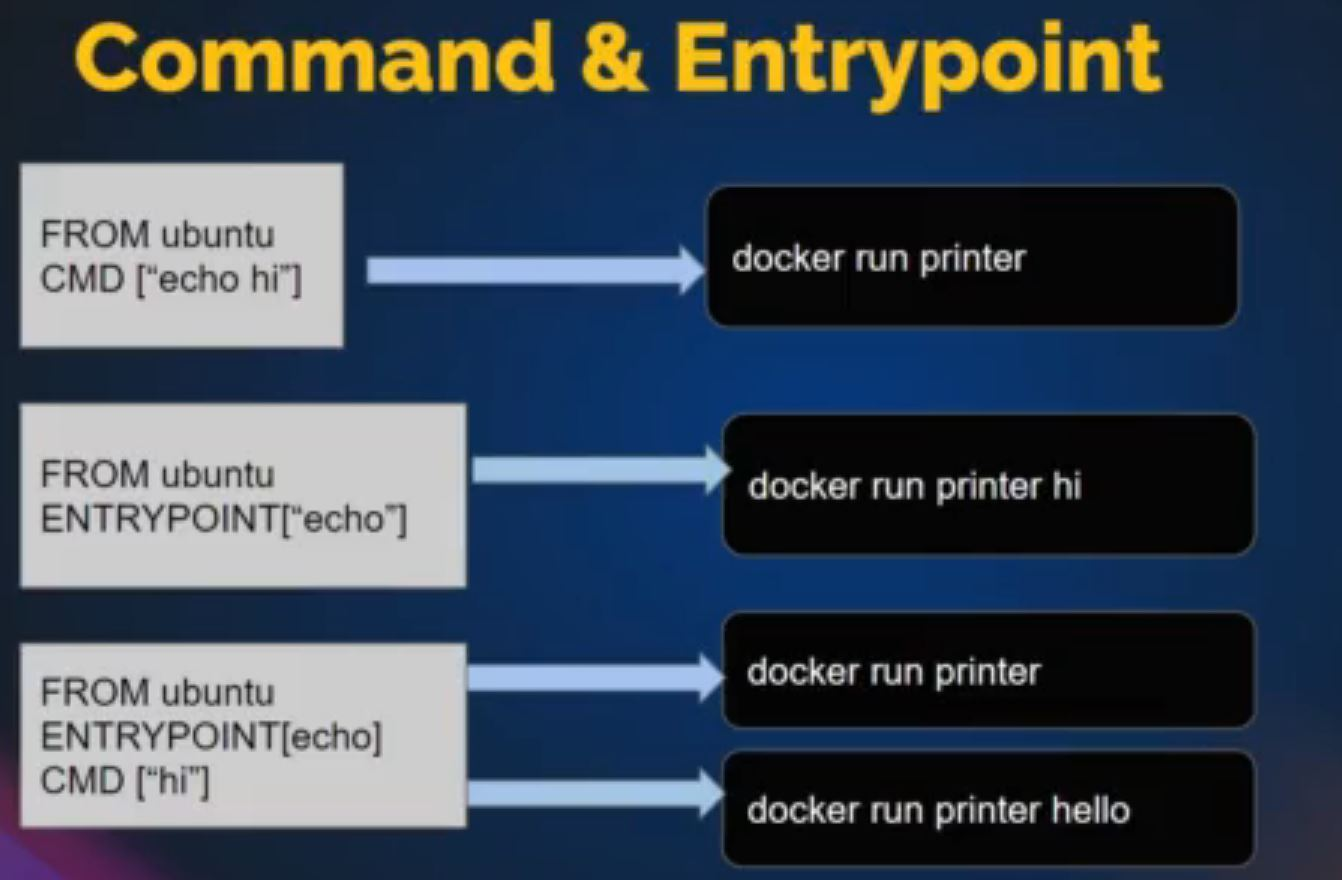 Command & Entrypoint
FROM ubuntu
CMD [“echo hi”]
docker run printer
FROM ubuntu
ENTRYPOINT[“echo”]
docker run printer hi
FROM ubuntu
ENTRYPOINT[echo]
CMD [“hi”]
docker run printer
docker run printer hello